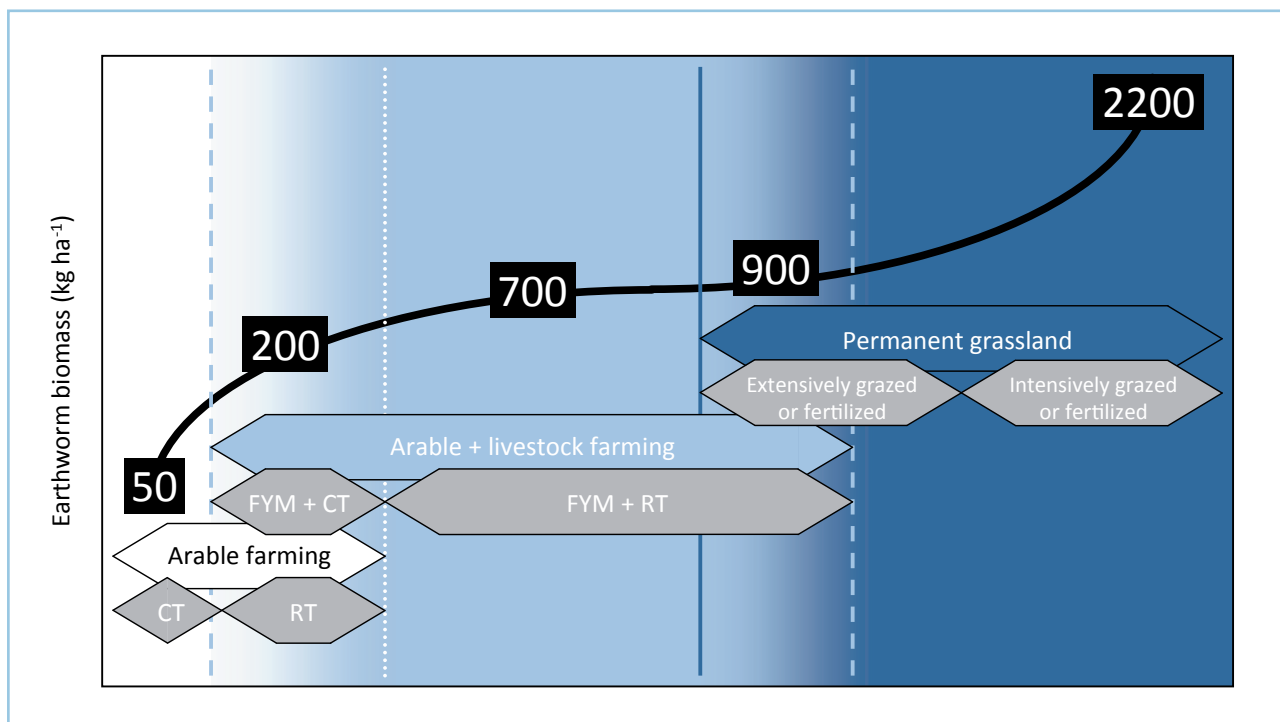 Earthworm biomass (kg ha⁻¹)
2200
900
700
200
50
Permanent grassland
Extensively grazed
or fertilized
Intensively grazed
or fertilized
Arable + livestock farming
FYM + CT
FYM + RT
Arable farming
CT
RT